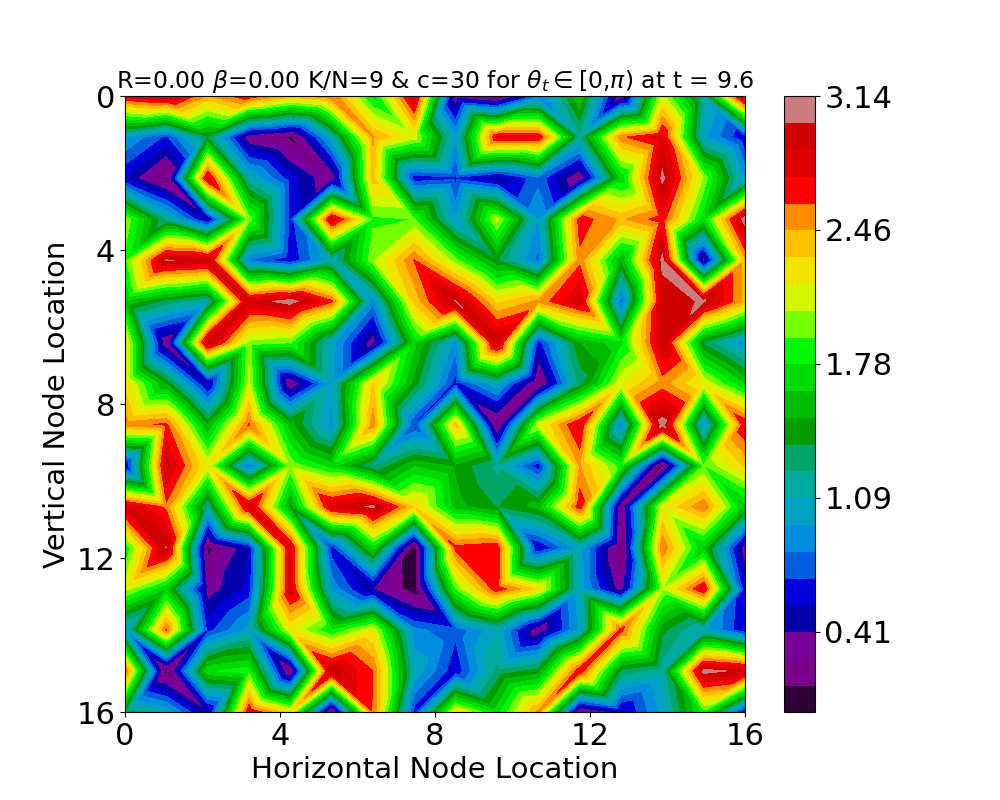 R=0.00 β=0.00 K/N=9 & c=30 for θₜ∈[0,π) at t = 9.6
0
4
8
12
16
Vertical Node Location
0 4 8 12 16
Horizontal Node Location
3.14
2.46
1.78
1.09
0.41